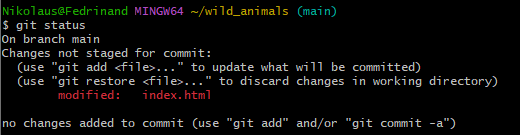 Nikolaus@Fedrinand MINGW64 ~/wild_animals (main)
$ git status
On branch main
Changes not staged for commit:
  (use "git add <file>..." to update what will be committed)
  (use "git restore <file>..." to discard changes in working directory)
        modified:   index.html

no changes added to commit (use "git add" and/or "git commit -a")